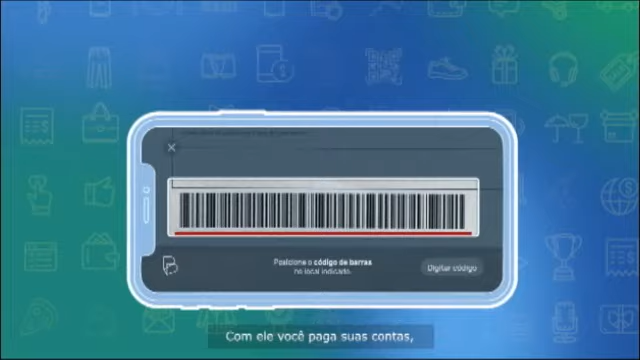 Posicione o código de barras
no local indicado.
Digitar código
Com ele você paga suas contas,